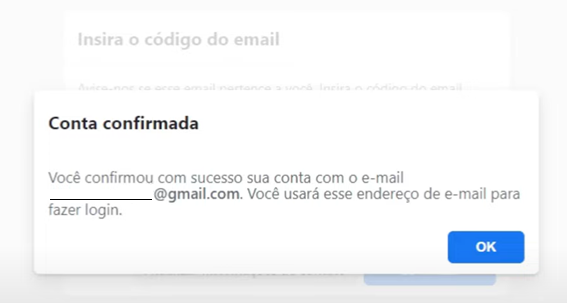 Insira o código do email
Avise-nos se esse email pertence a você. Insira o código do email
Conta confirmada
Você confirmou com sucesso sua conta com o e-mail
@gmail.com. Você usará esse endereço de e-mail para
fazer login.
OK